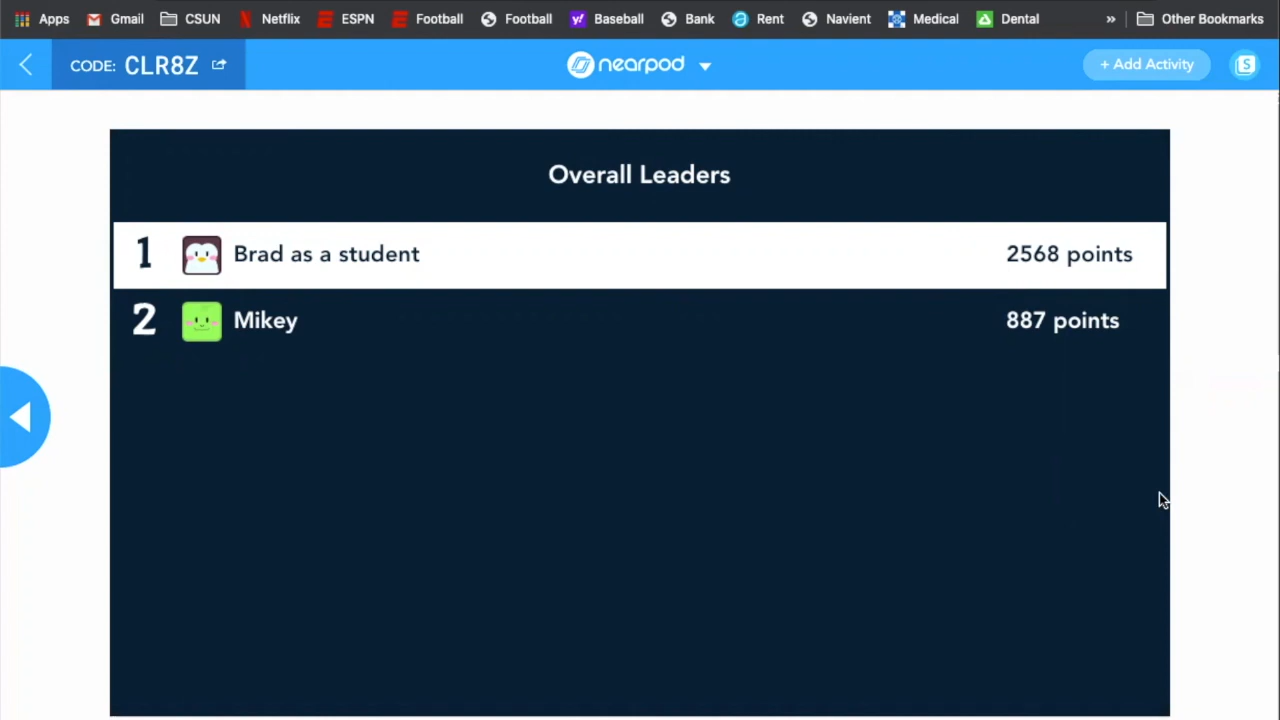 Apps Gmail CSUN Netflix ESPN Football Football Baseball Bank Rent Navient Medical Dental » Other Bookmarks
CODE: CLR8Z nearpod + Add Activity S
Overall Leaders
1 Brad as a student 2568 points
2 Mikey 887 points